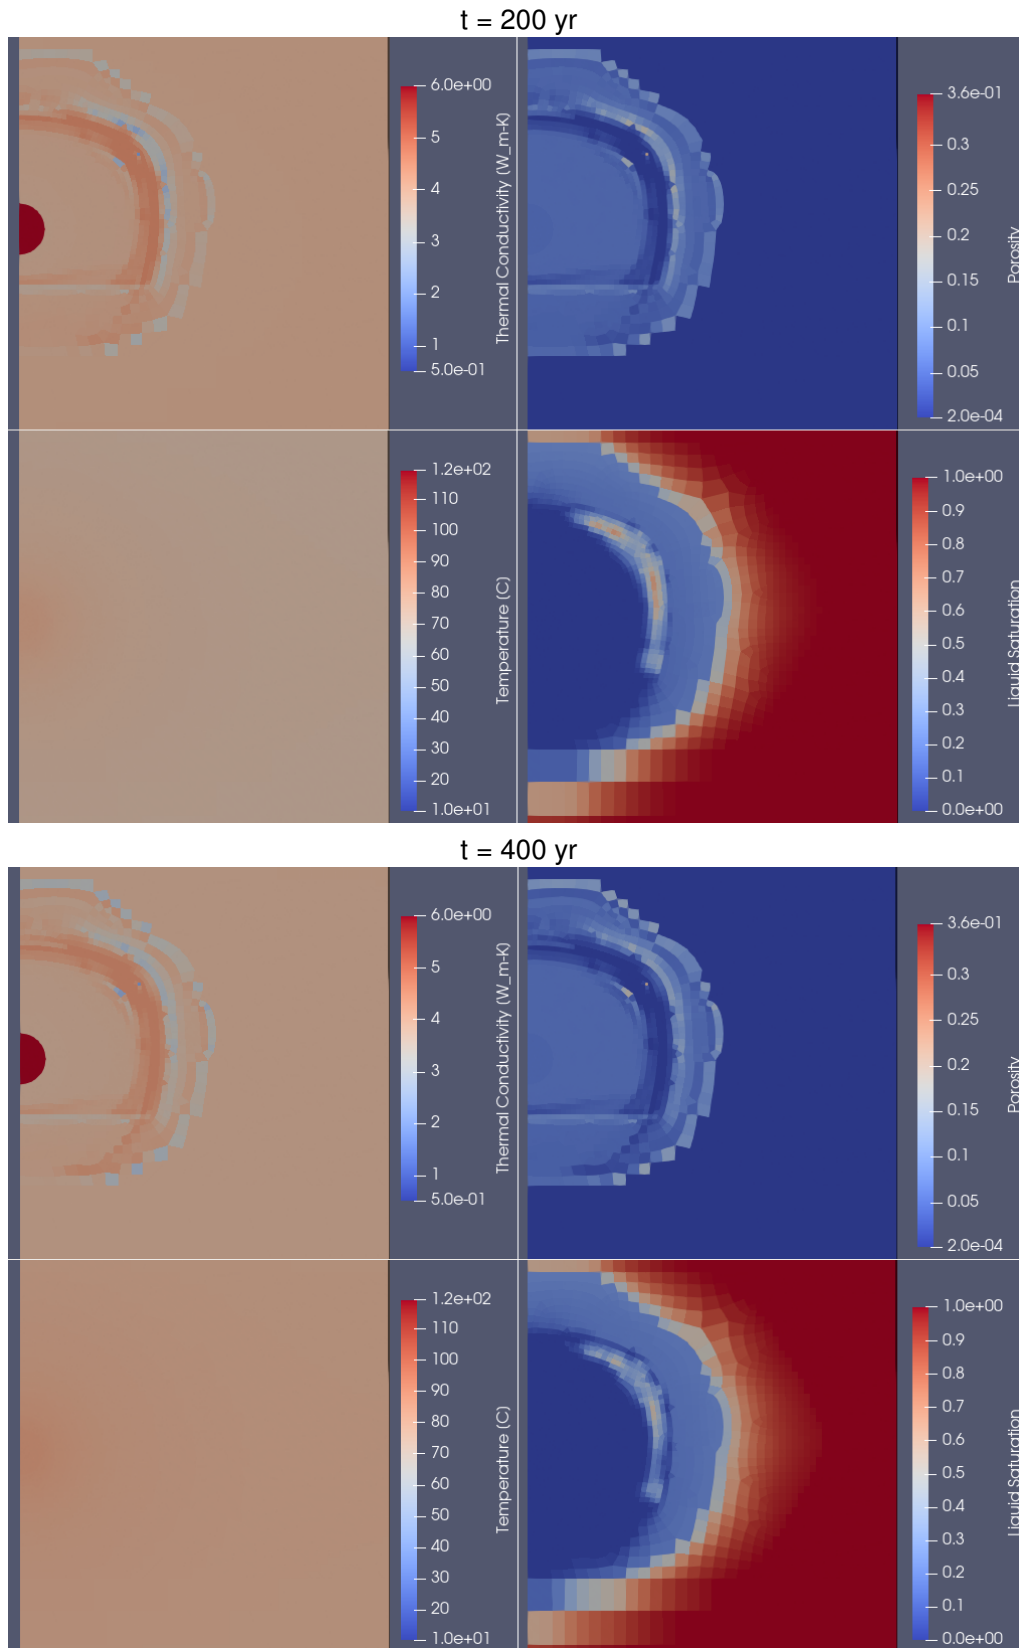 t = 200 yr
6.0e+00
5
4
3
2
1
5.0e-01
Thermal Conductivity (W_m-K)
3.6e-01
0.3
0.25
0.2
0.15
0.1
0.05
2.0e-04
Porosity
1.2e+02
110
100
90
80
70
60
50
40
30
20
1.0e+01
Temperature (C)
1.0e+00
0.9
0.8
0.7
0.6
0.5
0.4
0.3
0.2
0.1
0.0e+00
Liquid Saturation
t = 400 yr
6.0e+00
5
4
3
2
1
5.0e-01
Thermal Conductivity (W_m-K)
3.6e-01
0.3
0.25
0.2
0.15
0.1
0.05
2.0e-04
Porosity
1.2e+02
110
100
90
80
70
60
50
40
30
20
1.0e+01
Temperature (C)
1.0e+00
0.9
0.8
0.7
0.6
0.5
0.4
0.3
0.2
0.1
0.0e+00
Liquid Saturation